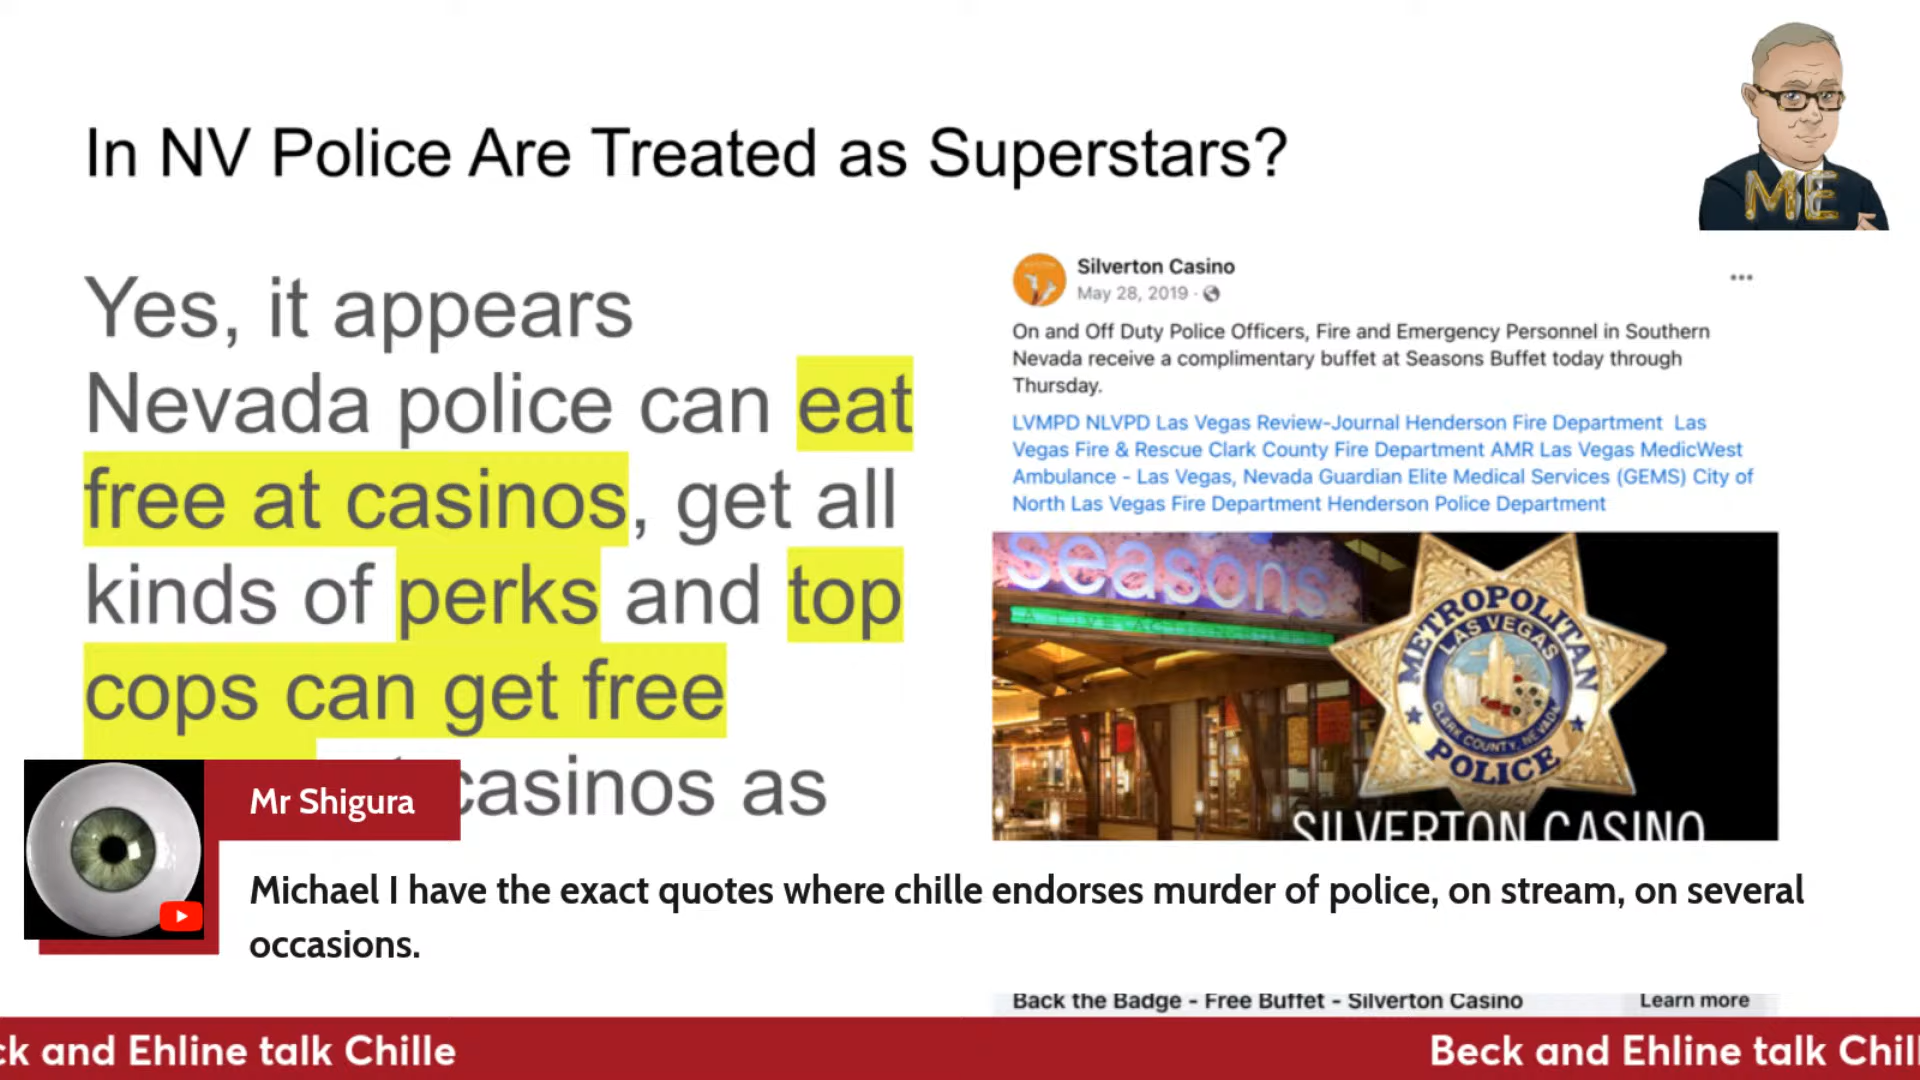 ME
In NV Police Are Treated as Superstars?
Yes, it appears
Nevada police can eat
free at casinos, get all
kinds of perks and top
cops can get free
casinos as
Silverton Casino
May 28, 2019 ·
On and Off Duty Police Officers, Fire and Emergency Personnel in Southern
Nevada receive a complimentary buffet at Seasons Buffet today through
Thursday.
LVMPD NLVPD Las Vegas Review-Journal Henderson Fire Department Las
Vegas Fire & Rescue Clark County Fire Department AMR Las Vegas MedicWest
Ambulance - Las Vegas, Nevada Guardian Elite Medical Services (GEMS) City of
North Las Vegas Fire Department Henderson Police Department
seasons
METROPOLITAN
LAS VEGAS
CLARK COUNTY, NEVADA
POLICE
SILVERTON CASINO
Mr Shigura
Michael I have the exact quotes where chille endorses murder of police, on stream, on several
occasions.
Back the Badge - Free Buffet - Silverton Casino
Learn more
ck and Ehline talk Chille
Beck and Ehline talk Chill